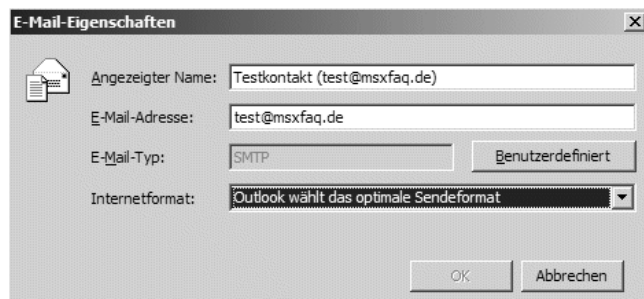 E-Mail-Eigenschaften
Angezeigter Name: Testkontakt (test@msxfaq.de)
E-Mail-Adresse: test@msxfaq.de
E-Mail-Typ: SMTP Benutzerdefiniert
Internetformat: Outlook wählt das optimale Sendeformat
OK Abbrechen